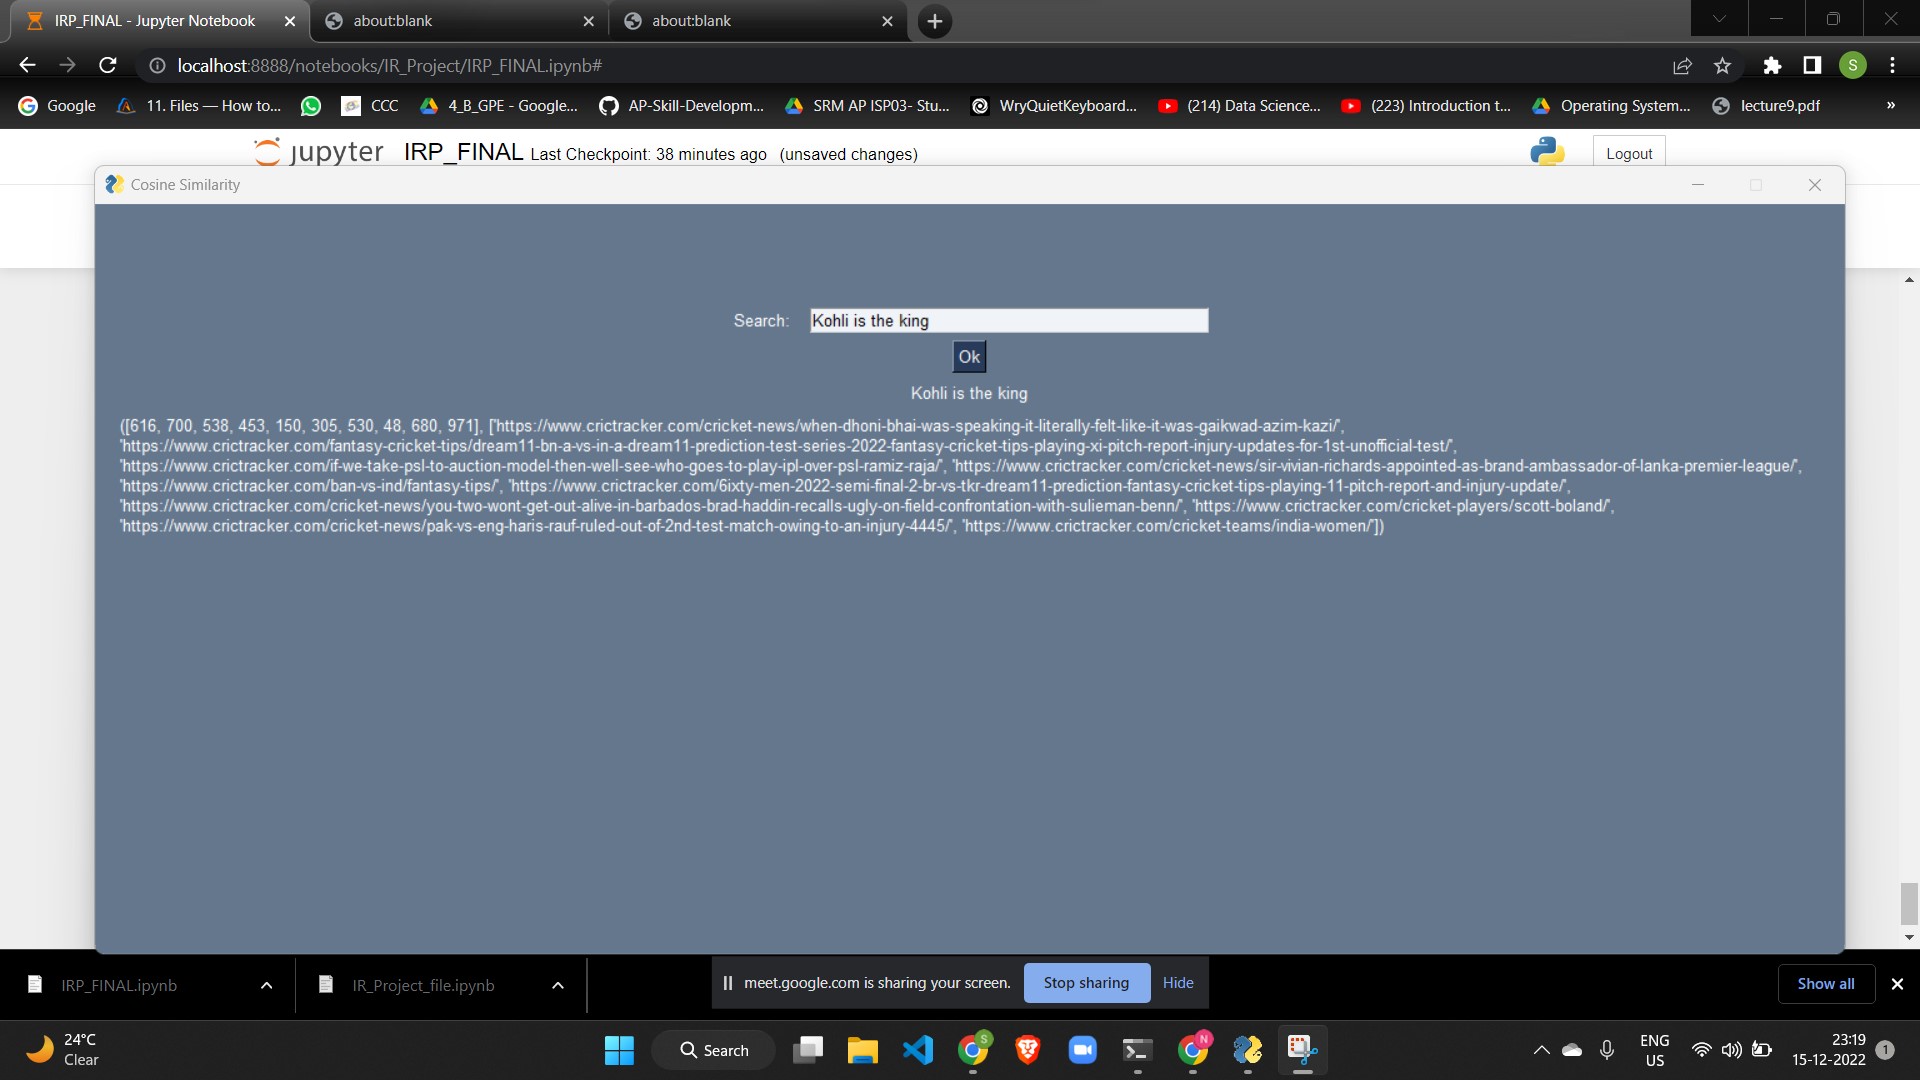 IRP_FINAL - Jupyter Notebook
about:blank
about:blank
localhost:8888/notebooks/IR_Project/IRP_FINAL.ipynb#
S
Google
11. Files — How to...
CCC
4_B_GPE - Google...
AP-Skill-Developm...
SRM AP ISP03- Stu...
WryQuietKeyboard...
(214) Data Science...
(223) Introduction t...
Operating System...
lecture9.pdf
»
jupyter IRP_FINAL Last Checkpoint: 38 minutes ago (unsaved changes)
Logout
Cosine Similarity
Search: Kohli is the king
Ok
Kohli is the king
([616, 700, 538, 453, 150, 305, 530, 48, 680, 971], ['https://www.crictracker.com/cricket-news/when-dhoni-bhai-was-speaking-it-literally-felt-like-it-was-gaikwad-azim-kazi/',
'https://www.crictracker.com/fantasy-cricket-tips/dream11-bn-a-vs-in-a-dream11-prediction-test-series-2022-fantasy-cricket-tips-playing-xi-pitch-report-injury-updates-for-1st-unofficial-test/',
'https://www.crictracker.com/if-we-take-psl-to-auction-model-then-well-see-who-goes-to-play-ipl-over-psl-ramiz-raja/', 'https://www.crictracker.com/cricket-news/sir-vivian-richards-appointed-as-brand-ambassador-of-lanka-premier-league/',
'https://www.crictracker.com/ban-vs-ind/fantasy-tips/', 'https://www.crictracker.com/6ixty-men-2022-semi-final-2-br-vs-tkr-dream11-prediction-fantasy-cricket-tips-playing-11-pitch-report-and-injury-update/',
'https://www.crictracker.com/cricket-news/you-two-wont-get-out-alive-in-barbados-brad-haddin-recalls-ugly-on-field-confrontation-with-sulieman-benn/', 'https://www.crictracker.com/cricket-players/scott-boland/',
'https://www.crictracker.com/cricket-news/pak-vs-eng-haris-rauf-ruled-out-of-2nd-test-match-owing-to-an-injury-4445/', 'https://www.crictracker.com/cricket-teams/india-women/'])
IRP_FINAL.ipynb
IR_Project_file.ipynb
meet.google.com is sharing your screen.
Stop sharing
Hide
Show all
24°C
Clear
Search
S
N
ENG
US
23:19
15-12-2022
1